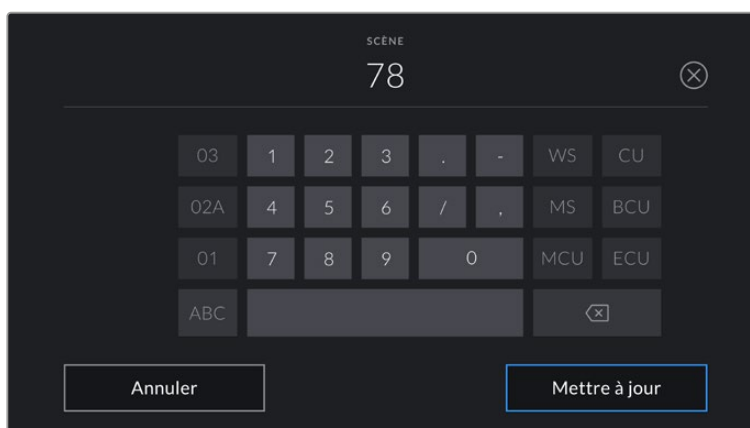 SCÈNE
78
03 1 2 3 . - WS CU
02A 4 5 6 / , MS BCU
01 7 8 9 0 MCU ECU
ABC
Annuler Mettre à jour